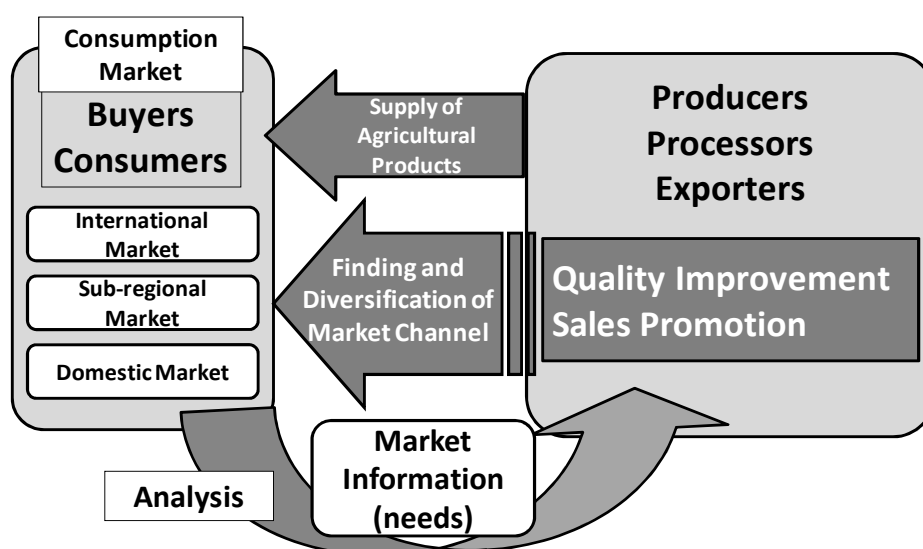 Consumption
Market
Buyers
Consumers
International
Market
Sub-regional
Market
Domestic Market
Supply of
Agricultural
Products
Finding and
Diversification of
Market Channel
Producers
Processors
Exporters
Quality Improvement
Sales Promotion
Market
Information
(needs)
Analysis